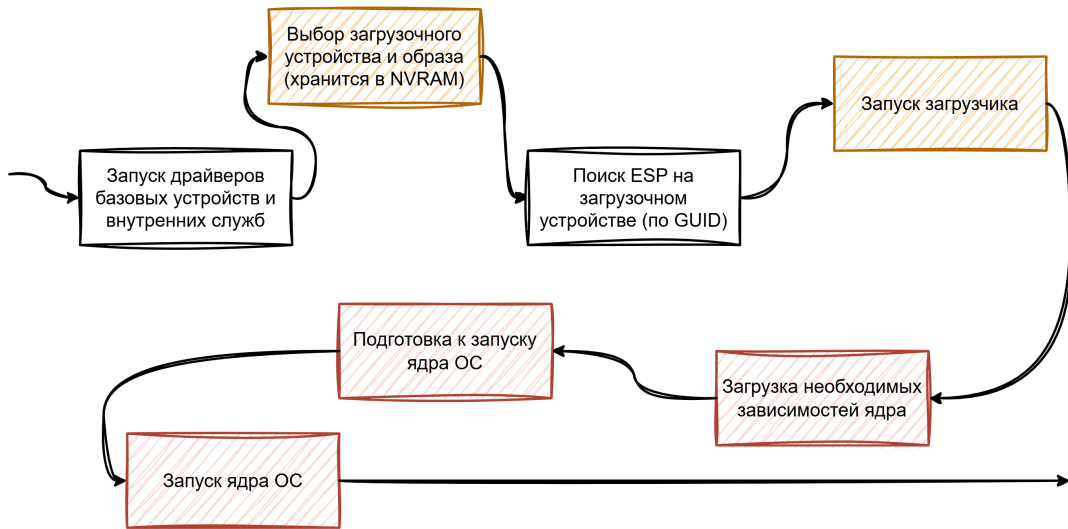 Запуск драйверов
базовых устройств и
внутренних служб
Выбор загрузочного
устройства и образа
(хранится в NVRAM)
Поиск ESP на
загрузочном
устройстве (по GUID)
Запуск загрузчика
Загрузка необходимых
зависимостей ядра
Подготовка к запуску
ядра ОС
Запуск ядра ОС